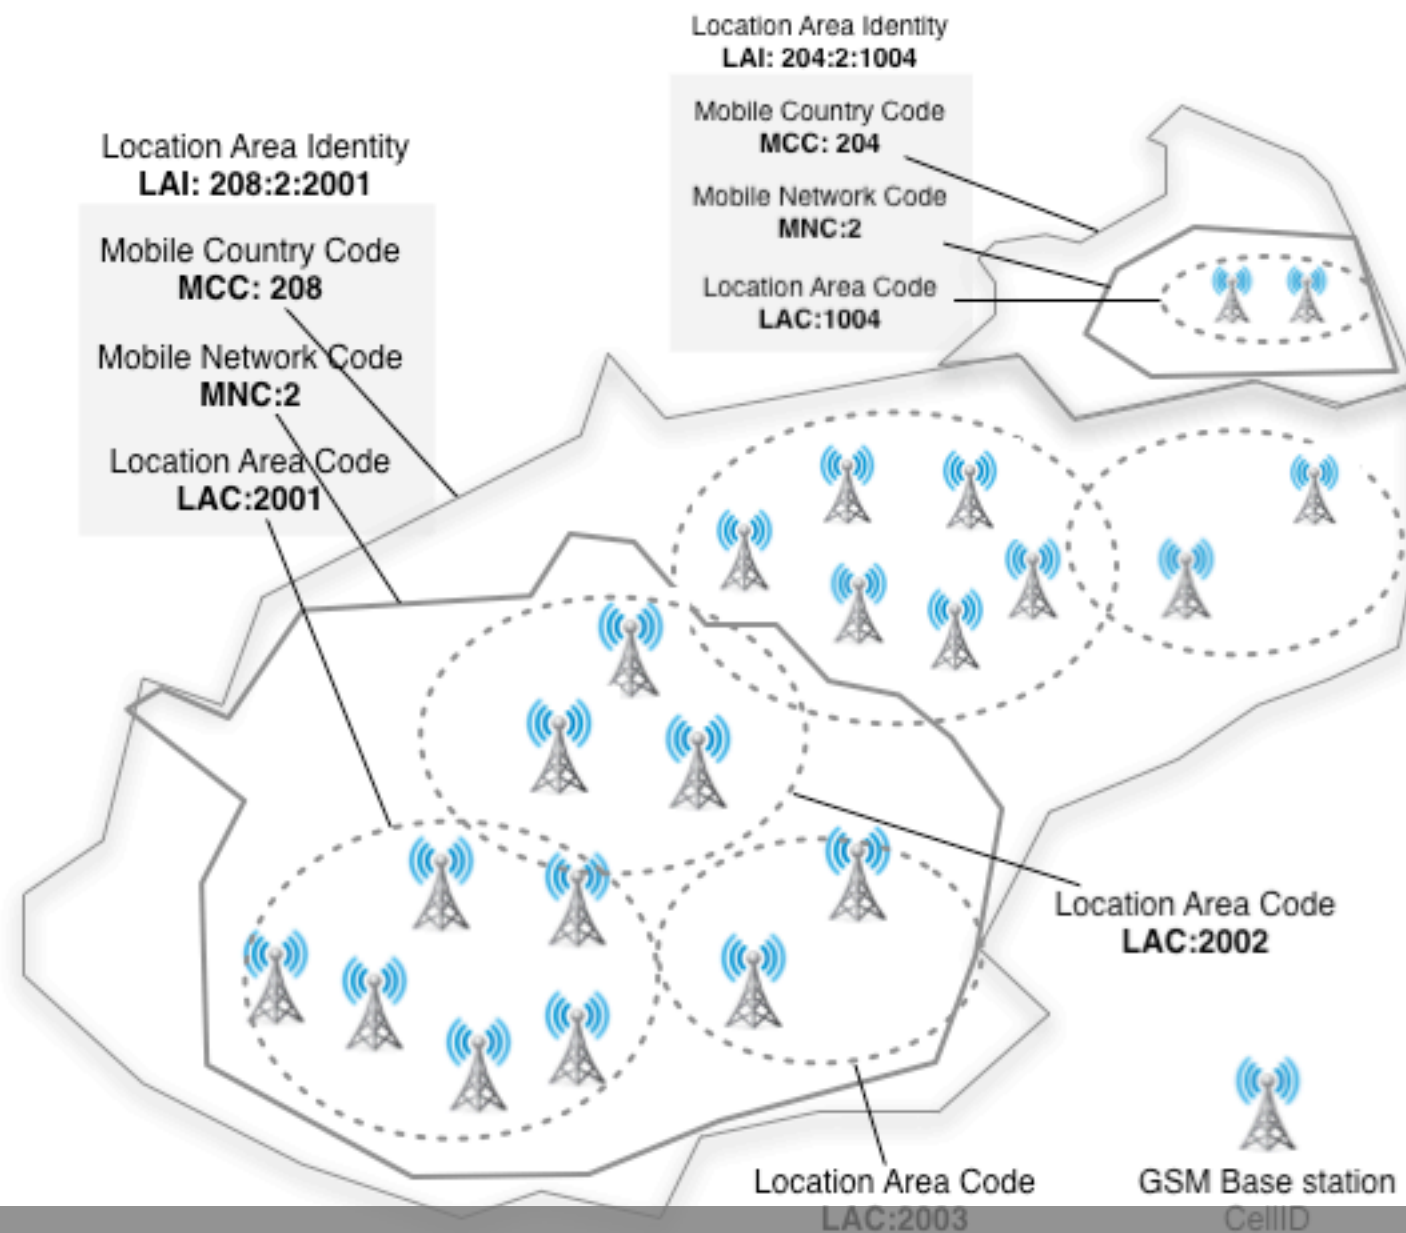 Location Area Identity
LAI: 204:2:1004
Mobile Country Code
MCC: 204
Mobile Network Code
MNC:2
Location Area Code
LAC:1004
Location Area Identity
LAI: 208:2:2001
Mobile Country Code
MCC: 208
Mobile Network Code
MNC:2
Location Area Code
LAC:2001
Location Area Code
LAC:2002
Location Area Code
LAC:2003
GSM Base station
CellID